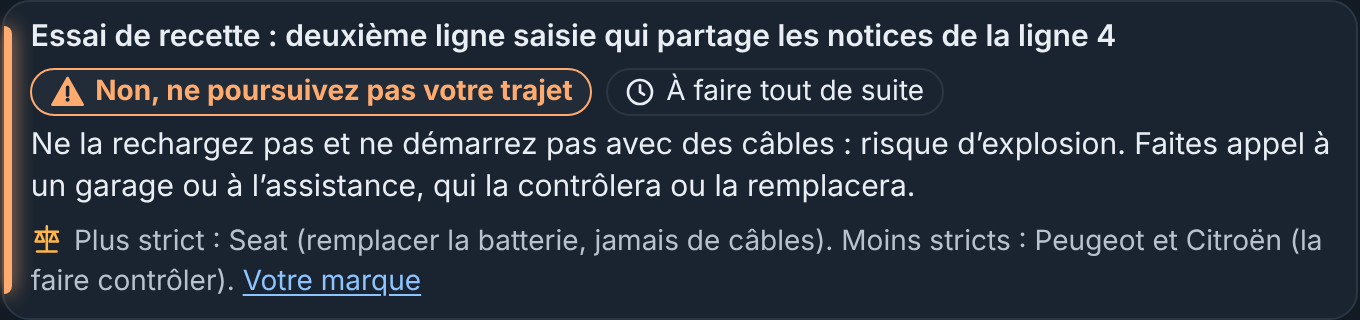 Essai de recette : deuxième ligne saisie qui partage les notices de la ligne 4
Non, ne poursuivez pas votre trajet
À faire tout de suite
Ne la rechargez pas et ne démarrez pas avec des câbles : risque d’explosion. Faites appel à
un garage ou à l’assistance, qui la contrôlera ou la remplacera.
Plus strict : Seat (remplacer la batterie, jamais de câbles). Moins stricts : Peugeot et Citroën (la
faire contrôler). Votre marque